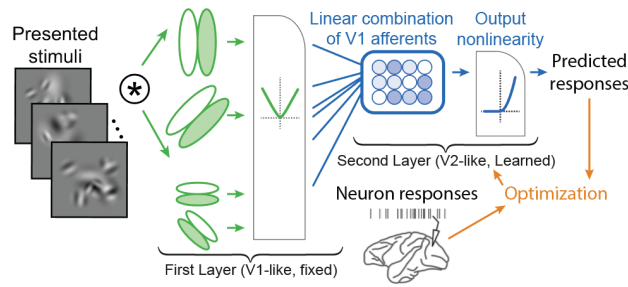 Presented
stimuli
*
Linear combination
of V1 afferents
Output
nonlinearity
Predicted
responses
Second Layer (V2-like, Learned)
Neuron responses
Optimization
First Layer (V1-like, fixed)